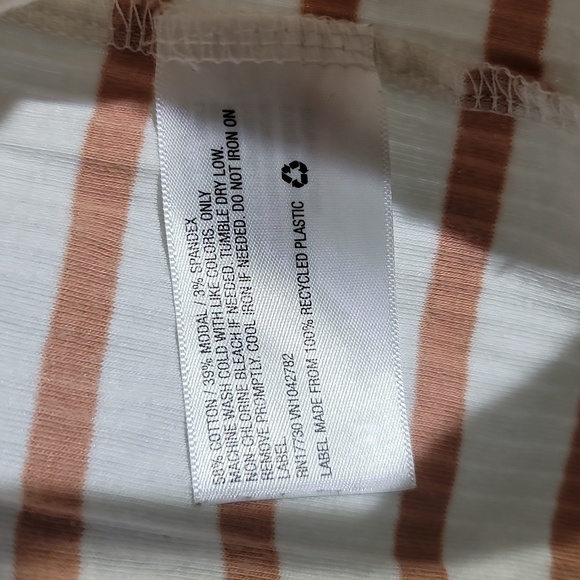 58% COTTON / 39% MODAL / 3% SPANDEX
MACHINE WASH COLD WITH LIKE COLORS. ONLY
NON-CHLORINE BLEACH IF NEEDED. TUMBLE DRY LOW.
REMOVE PROMPTLY. COOL IRON IF NEEDED. DO NOT IRON ON
LABEL
RN17730 VN1042782
LABEL MADE FROM 100% RECYCLED PLASTIC